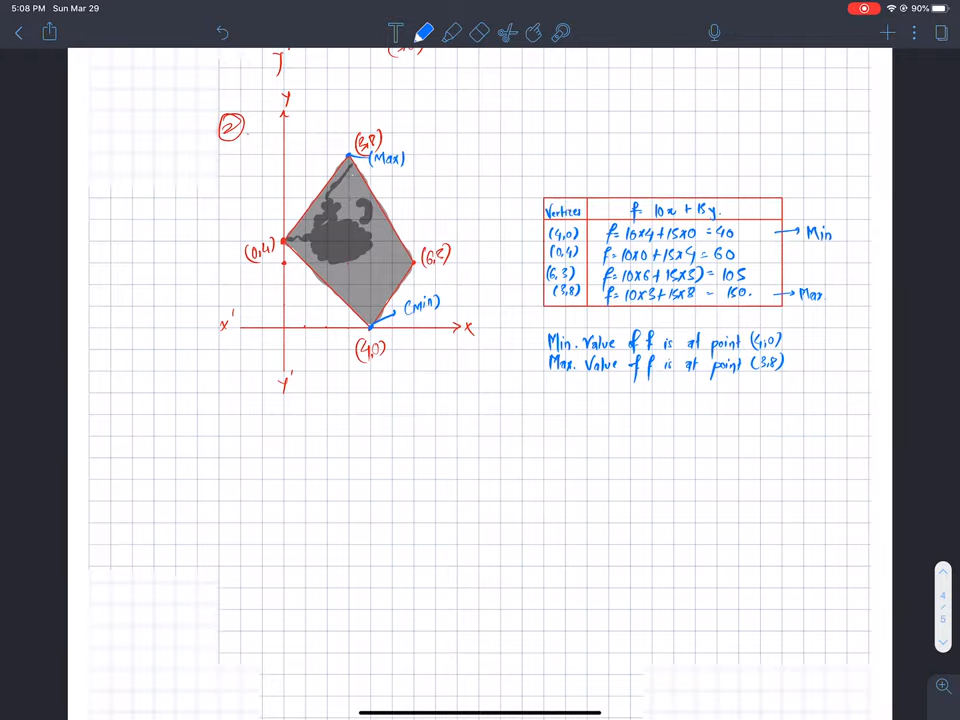 5:08 PM Sun Mar 29
90%
T
y'
y
②
(3,8)
(Max)
(0,4)
(6,3)
(Min)
x'
x
(4,0)
y'
Vertices f= 10x + 15y.
(4,0) f= 10×4+15×0 = 40 → Min
(0,4) f= 10×0+15×4= 60
(6,3) f= 10×6+15×3) = 105
(3,8) f= 10×3+15×8 = 150. → Max.
Min. Value of f is at point (4,0)
Max. Value of f is at point (3,8)
4
/
5